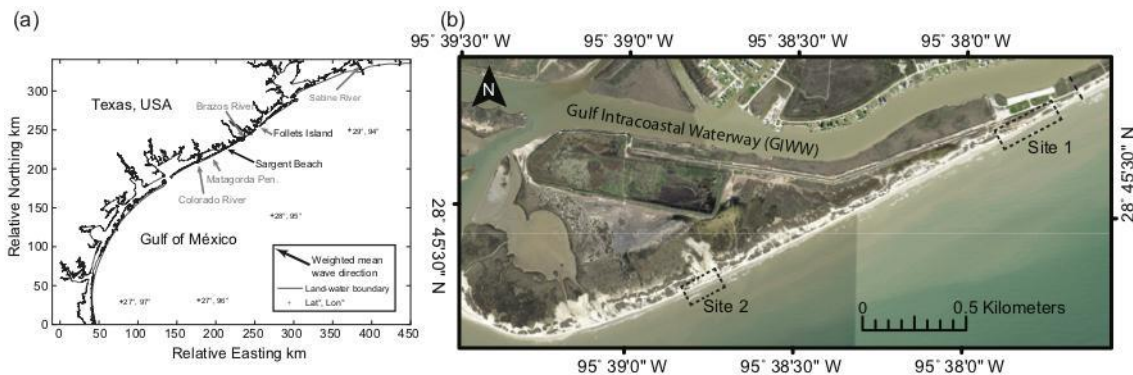 (a)
Relative Northing km
300
250
200
150
100
50
0
0 50 100 150 200 250 300 350 400 450
Relative Easting km
Texas, USA
Sabine River
Brazos River
Follets Island
29°, 94°
Sargent Beach
Matagorda Pen.
Colorado River
28°, 95°
Gulf of México
Weighted mean
wave direction
Land-water boundary
Lat°, Lon°
27°, 97°
27°, 96°
(b)
95° 39'30" W 95° 39'0" W 95° 38'30" W 95° 38'0" W
N
Gulf Intracoastal Waterway (GIWW)
Site 1
Site 2
28° 45'30" N
28° 45'30" N
0 0.5 Kilometers
95° 39'0" W 95° 38'30" W 95° 38'0" W